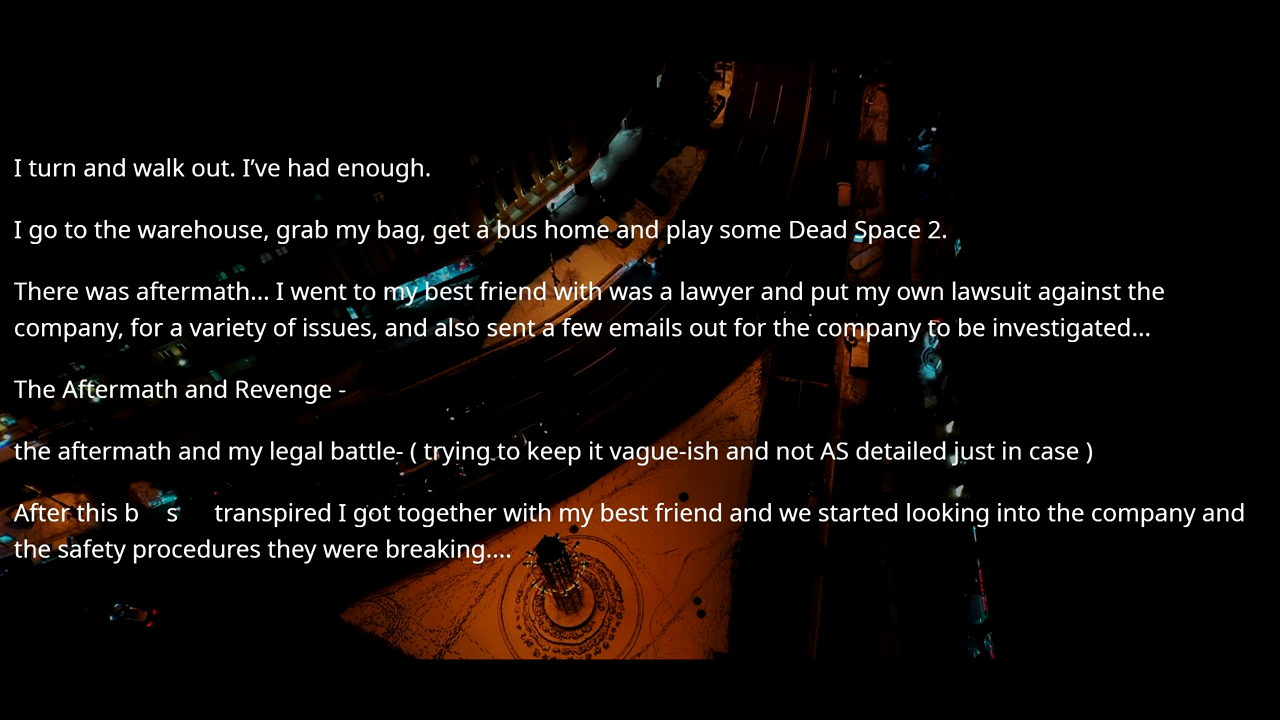 I turn and walk out. I’ve had enough.
I go to the warehouse, grab my bag, get a bus home and play some Dead Space 2.
There was aftermath... I went to my best friend with was a lawyer and put my own lawsuit against the
company, for a variety of issues, and also sent a few emails out for the company to be investigated...
The Aftermath and Revenge -
the aftermath and my legal battle- ( trying to keep it vague-ish and not AS detailed just in case )
After this b s transpired I got together with my best friend and we started looking into the company and
the safety procedures they were breaking....